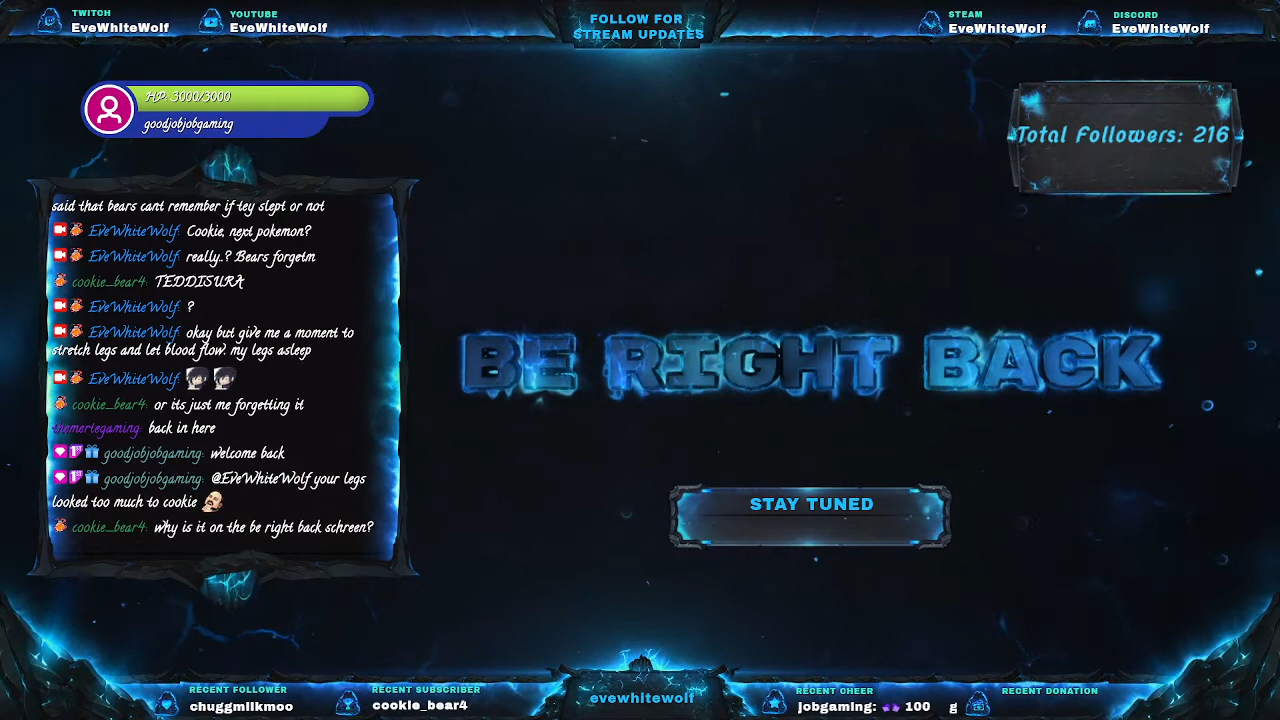 TWITCH
EveWhiteWolf
YOUTUBE
EveWhiteWolf
FOLLOW FOR
STREAM UPDATES
STEAM
EveWhiteWolf
DISCORD
EveWhiteWolf
HP: 3000/3000
goodjobjobgaming
Total Followers: 216
said that bears cant remember if tey slept or not
EveWhiteWolf: Cookie, next pokemon?
EveWhiteWolf: really..? Bears forgetm
cookie_bear4: TEDDISURA
EveWhiteWolf: ?
EveWhiteWolf: okay but give me a moment to
stretch legs and let blood flow. my legs asleep
EveWhiteWolf:
cookie_bear4: or its just me forgetting it
themertegaming: back in here
1ST goodjobjobgaming: welcome back
1ST goodjobjobgaming: @EveWhiteWolf your legs
looked too much to cookie
cookie_bear4: why is it on the be right back schreen?
BE RIGHT BACK
STAY TUNED
RECENT FOLLOWER
chuggmilkmoo
RECENT SUBSCRIBER
cookie_bear4
evewhitewolf
RECENT CHEER
jobgaming: 100 g
RECENT DONATION